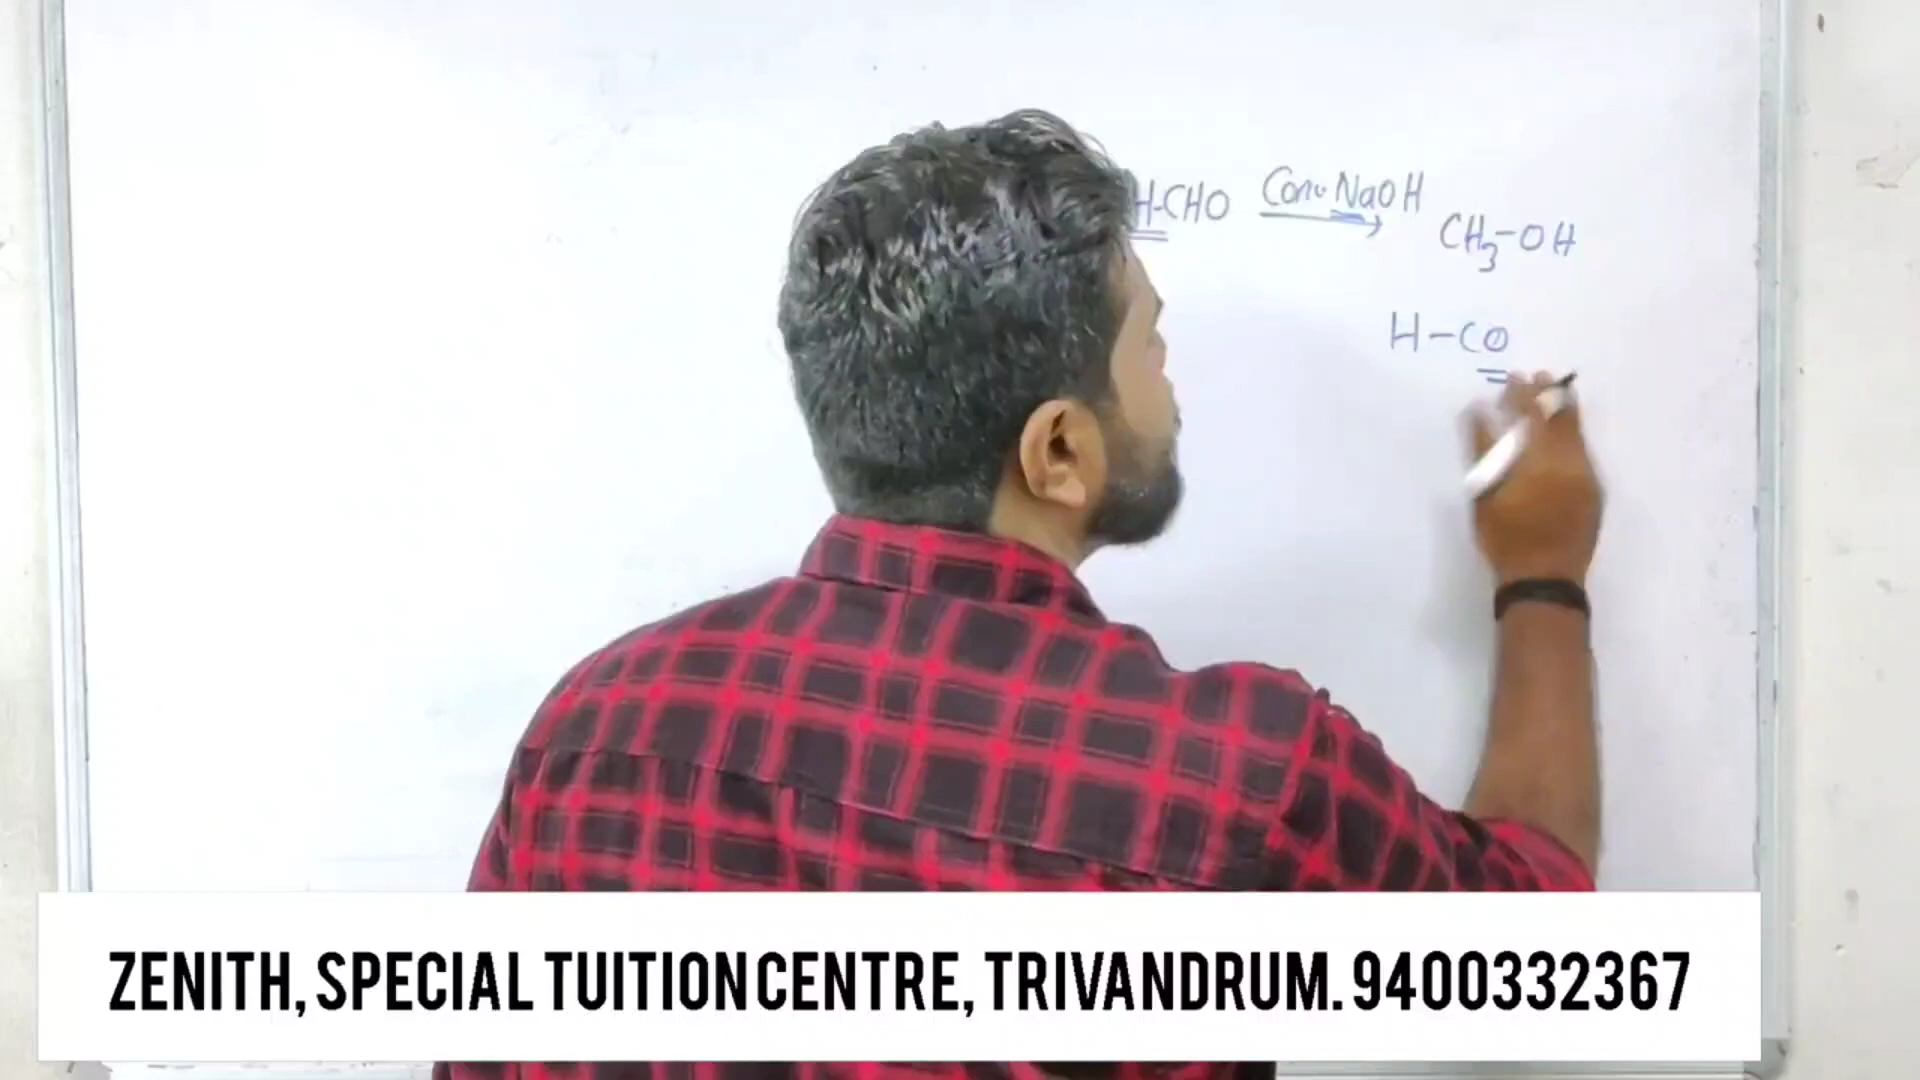 H-CHO Conc NaOH
CH₃-OH
H-CO
ZENITH, SPECIAL TUITION CENTRE, TRIVANDRUM. 9400332367